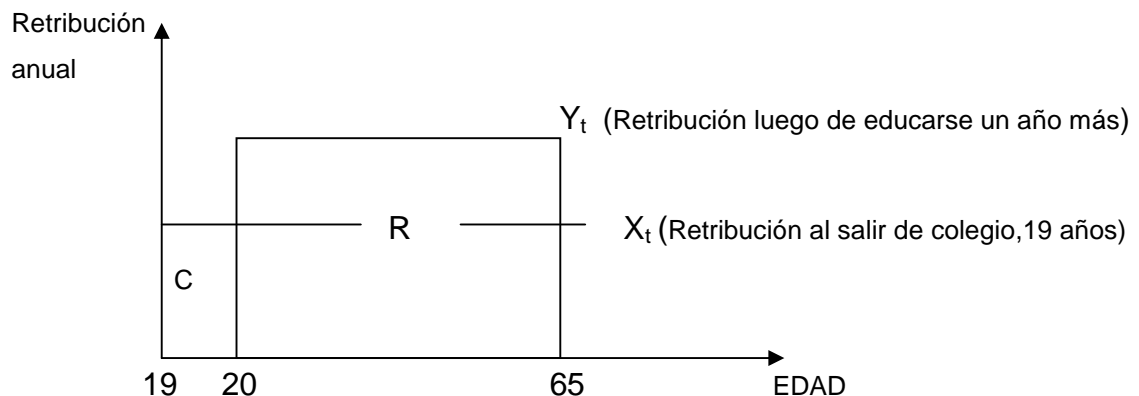 Retribución
anual
Yt (Retribución luego de educarse un año más)
R
Xt (Retribución al salir de colegio,19 años)
C
19 20 65 EDAD